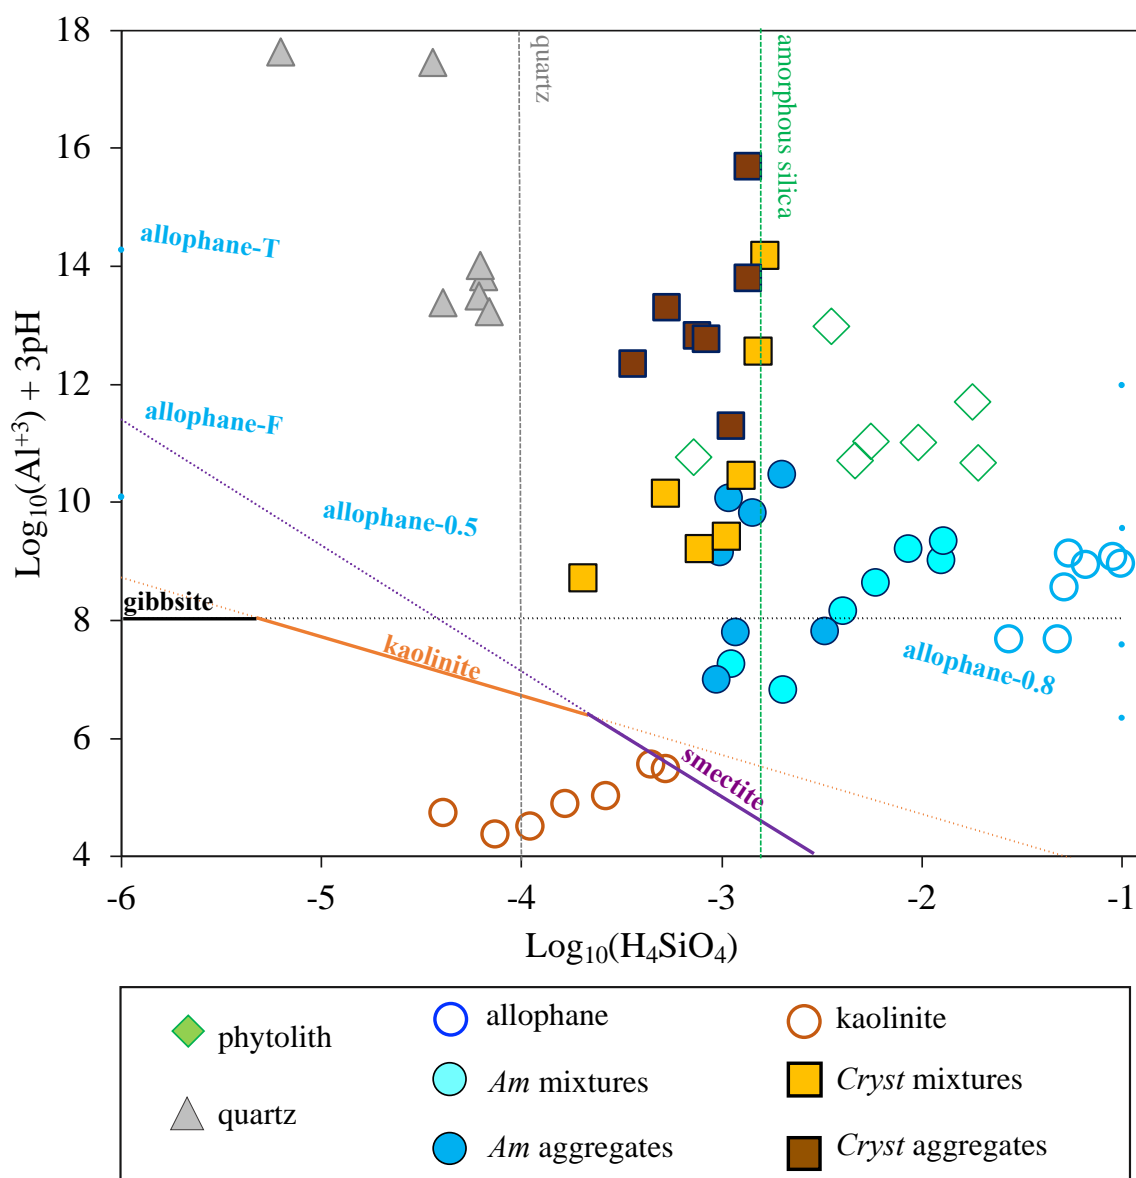 18
16
14
12
10
8
6
4
Log₁₀(Al⁺³) + 3pH
quartz
amorphous silica
allophane-T
allophane-F
allophane-0.5
gibbsite
kaolinite
allophane-0.8
smectite
-6 -5 -4 -3 -2 -1
Log₁₀(H₄SiO₄)
phytolith
quartz
allophane
Am mixtures
Am aggregates
kaolinite
Cryst mixtures
Cryst aggregates